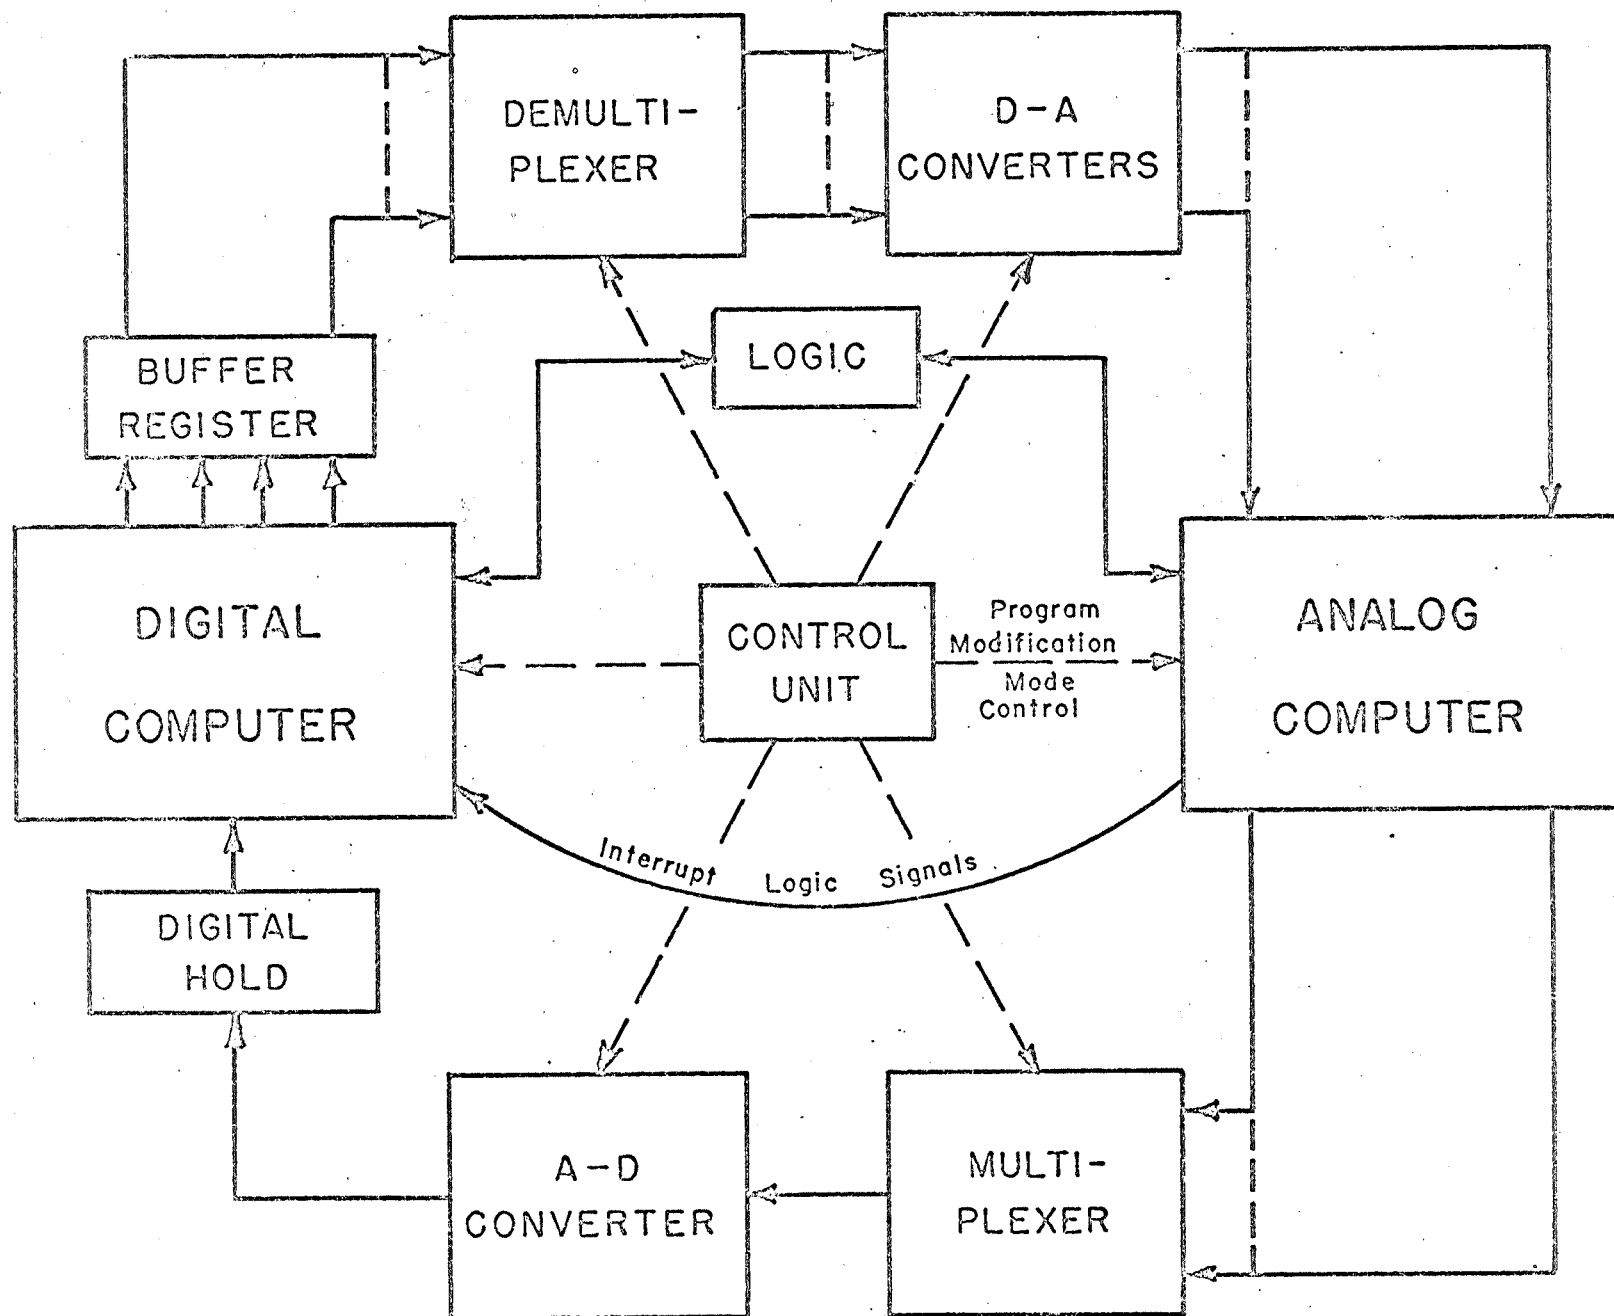 DEMULTI-
PLEXER
D-A
CONVERTERS
LOGIC
BUFFER
REGISTER
DIGITAL
COMPUTER
CONTROL
UNIT
Program
Modification
Mode
Control
ANALOG
COMPUTER
Interrupt Logic Signals
DIGITAL
HOLD
A-D
CONVERTER
MULTI-
PLEXER